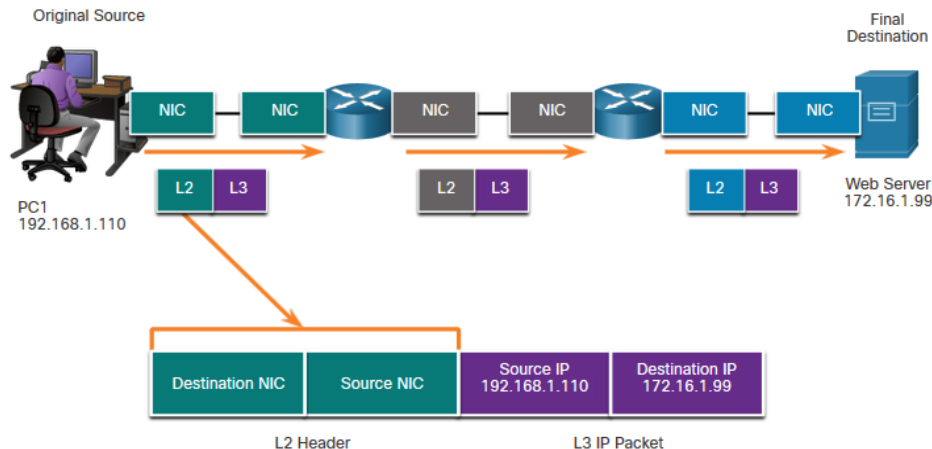 Original Source
Final
Destination
NIC
NIC
NIC
NIC
NIC
NIC
L2
L3
L2
L3
L2
L3
PC1
192.168.1.110
Web Server
172.16.1.99
Destination NIC
Source NIC
Source IP
192.168.1.110
Destination IP
172.16.1.99
L2 Header
L3 IP Packet